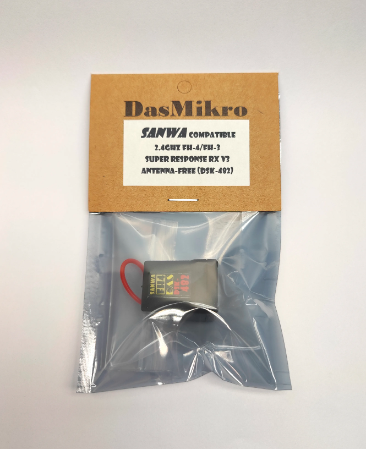 DasMikro
SANWA COMPATIBLE
2.4GHZ FH-4/FH-3
SUPER RESPONSE RX V3
ANTENNA-FREE (DSK-482)